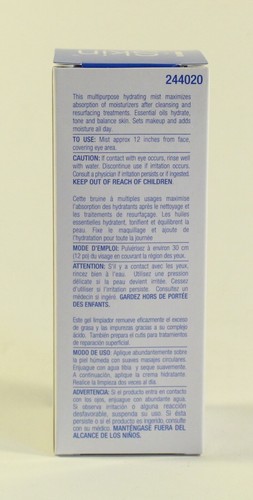 244020
This multipurpose hydrating mist maximizes
absorption of moisturizers after cleansing and
resurfacing treatments. Essential oils hydrate,
tone and balance skin. Sets makeup and adds
moisture all day.
TO USE: Mist approx 12 inches from face,
covering eye area.
CAUTION: If contact with eye occurs, rinse well
with water. Discontinue use if irritation occurs.
Consult a physician if irritation persists or if ingested.
KEEP OUT OF REACH OF CHILDREN.
Cette bruine à multiples usages maximise
l'absorption des hydratants après le nettoyage et
les traitements de resurfaçage. Les huiles
essentielles hydratent, tonifient et équilibrent la
peau. Fixe le maquillage et ajoute de
l'hydratation pour toute la journée
MODE D'EMPLOI: Pulvérisez à environ 30 cm
(12 po) du visage en couvrant la région des yeux.
ATTENTION: S'il y a contact avec les yeux,
rincez bien à l'eau. Utilisez une pression
délicate si la peau devient irritée. Cessez
d'utiliser si l'irritation persiste. Consultez un
médecin si ingéré. GARDEZ HORS DE PORTÉE
DES ENFANTS.
Este gel limpiador remueve eficazmente el exceso
de grasa y las impurezas gracias a su complejo
ácido. También prepara el cutis para tratamientos
de reparación superficial.
MODO DE USO: Aplique abundantemente sobre
la piel húmeda con suaves masajes circulares.
Enjuague con agua tibia y seque suavemente.
A continuación, aplique la crema hidratante.
Realice la limpieza dos veces al día.
ADVERTENCIA: Si el producto entra en contacto
con los ojos, enjuague con abundante agua.
Si observa irritación o alguna reacción
desfavorable, suspenda su uso. Si ésta
persiste o si el producto es ingerido, consulte
con su médico. MANTÉNGASE FUERA DEL
ALCANCE DE LOS NIÑOS.